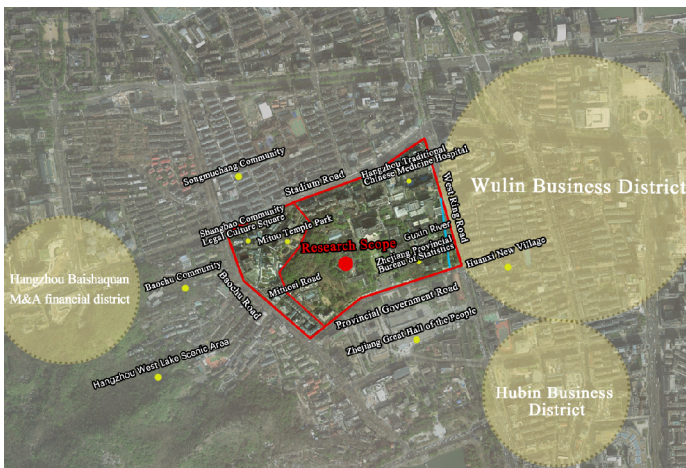 Songmuchang Community
Stadium Road
Hangzhou Traditional
Chinese Medicine Hospital
West Ring Road
Wulin Business District
Shangbao Community
Legal Culture Square
Mituo Temple Park
Research Scope
Guxin River
Zhejiang Provincial
Bureau of Statistics
Huanxi New Village
Hangzhou Baishaquan
M&A financial district
Baochu Community
Baochu Road
Mituosi Road
Provincial Government Road
Zhejiang Great Hall of the People
Hangzhou West Lake Scenic Area
Hubin Business
District